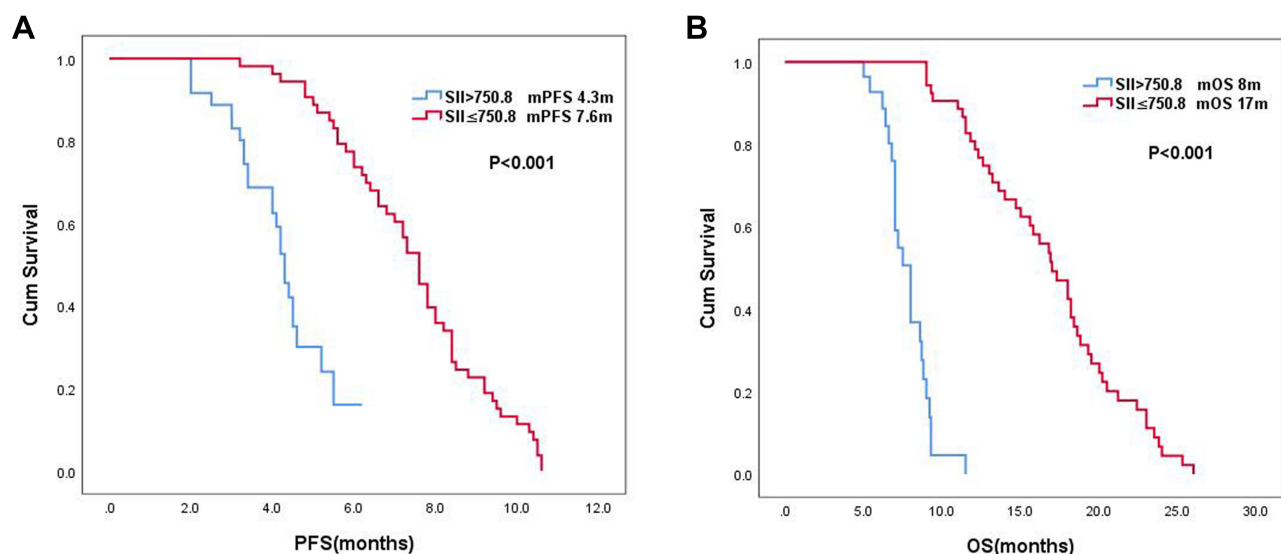 A
SII>750.8 mPFS 4.3m
SII≤750.8 mPFS 7.6m
P<0.001
1.0
0.8
0.6
0.4
0.2
0.0
Cum Survival
.0 2.0 4.0 6.0 8.0 10.0 12.0
PFS(months)
B
SII>750.8 mOS 8m
SII≤750.8 mOS 17m
P<0.001
1.0
0.8
0.6
0.4
0.2
0.0
Cum Survival
.0 5.0 10.0 15.0 20.0 25.0 30.0
OS(months)